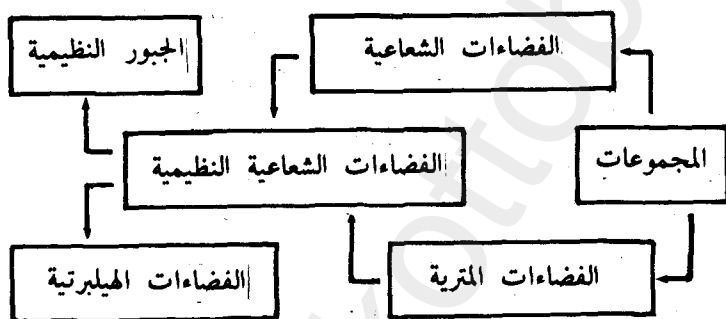 الفضاءات الشعاعية
الجبور النظيمية
المجموعات
الفضاءات الشعاعية النظيمية
الفضاءات المترية
الفضاءات الهيلبرتية